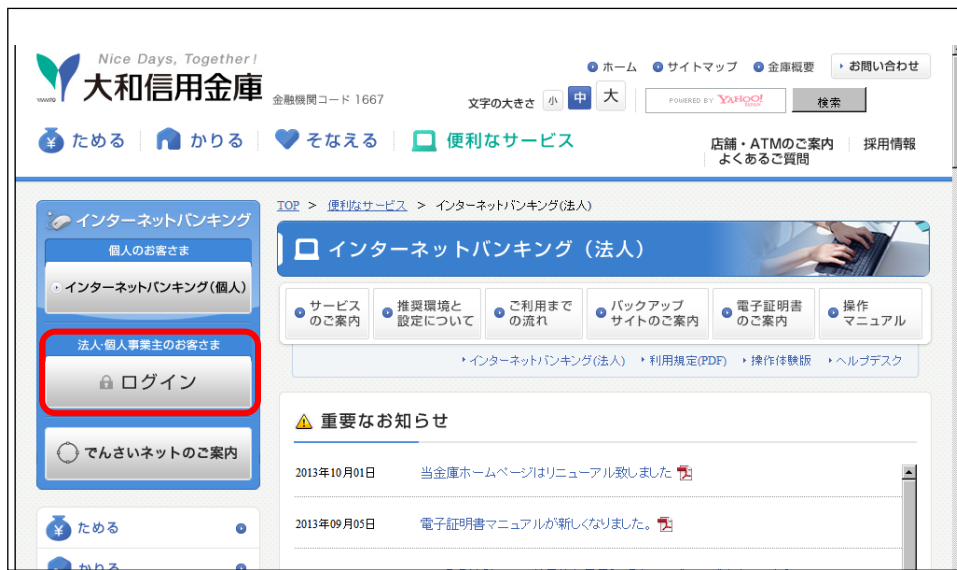 Nice Days, Together!
大和信用金庫
YAMATO
金融機関コード 1667
ホーム サイトマップ 金庫概要 お問い合わせ
文字の大きさ 小 中 大
POWERED BY YAHOO! JAPAN 検索
ためる かりる そなえる 便利なサービス
店舗・ATMのご案内 採用情報
よくあるご質問
インターネットバンキング
個人のお客さま
インターネットバンキング(個人)
法人・個人事業主のお客さま
ログイン
でんさいネットのご案内
ためる
かりる
TOP > 便利なサービス > インターネットバンキング(法人)
インターネットバンキング（法人）
サービス
のご案内
推奨環境と
設定について
ご利用まで
の流れ
バックアップ
サイトのご案内
電子証明書
のご案内
操作
マニュアル
インターネットバンキング(法人) 利用規定(PDF) 操作体験版 ヘルプデスク
重要なお知らせ
2013年10月01日 当金庫ホームページはリニューアル致しました
2013年09月05日 電子証明書マニュアルが新しくなりました。